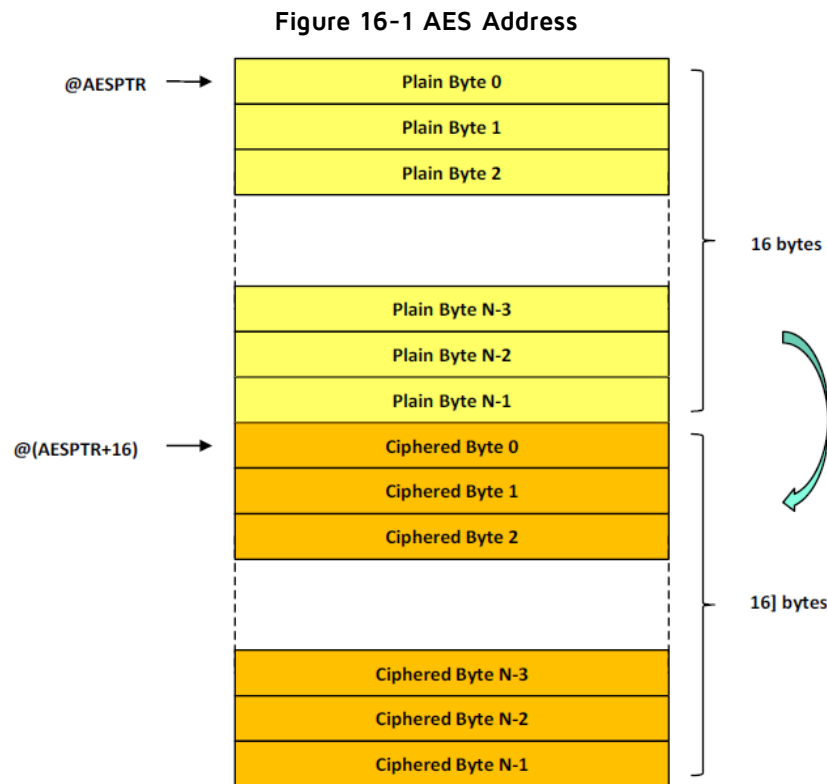 Figure 16-1 AES Address
@AESPTR
Plain Byte 0
Plain Byte 1
Plain Byte 2
16 bytes
Plain Byte N-3
Plain Byte N-2
Plain Byte N-1
@(AESPTR+16)
Ciphered Byte 0
Ciphered Byte 1
Ciphered Byte 2
16] bytes
Ciphered Byte N-3
Ciphered Byte N-2
Ciphered Byte N-1